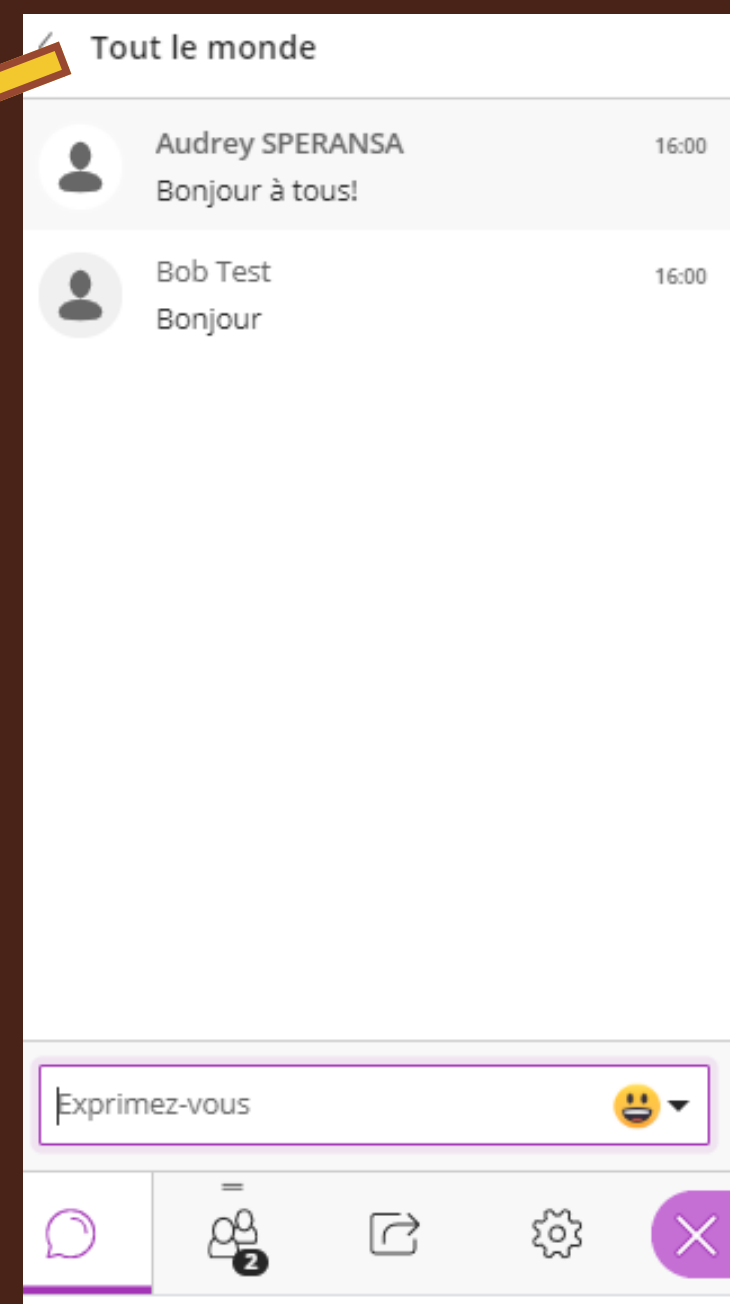 Tout le monde
Audrey SPERANSA 16:00
Bonjour à tous!
Bob Test 16:00
Bonjour
Exprimez-vous
2